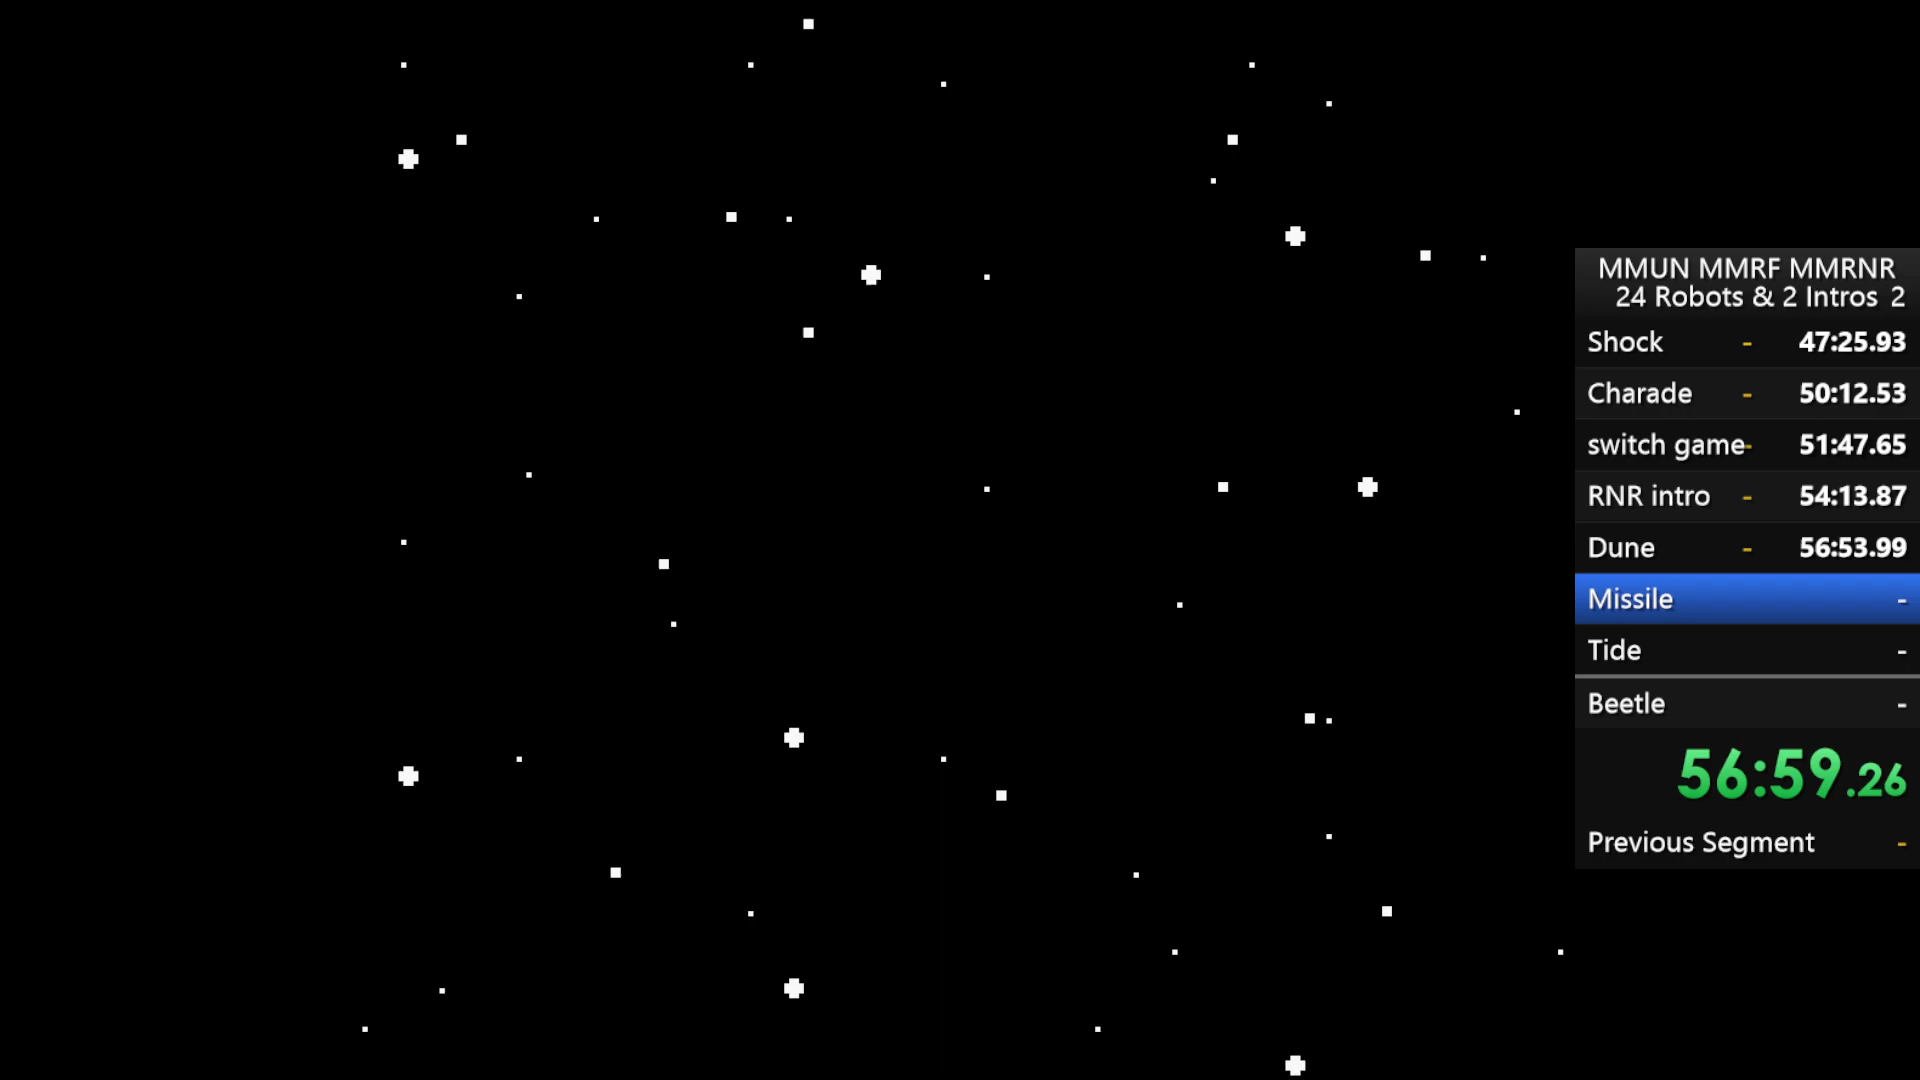 MMUN MMRF MMRNR
24 Robots & 2 Intros 2
Shock - 47:25.93
Charade - 50:12.53
switch game- 51:47.65
RNR intro - 54:13.87
Dune - 56:53.99
Missile -
Tide -
Beetle -
56:59.26
Previous Segment -